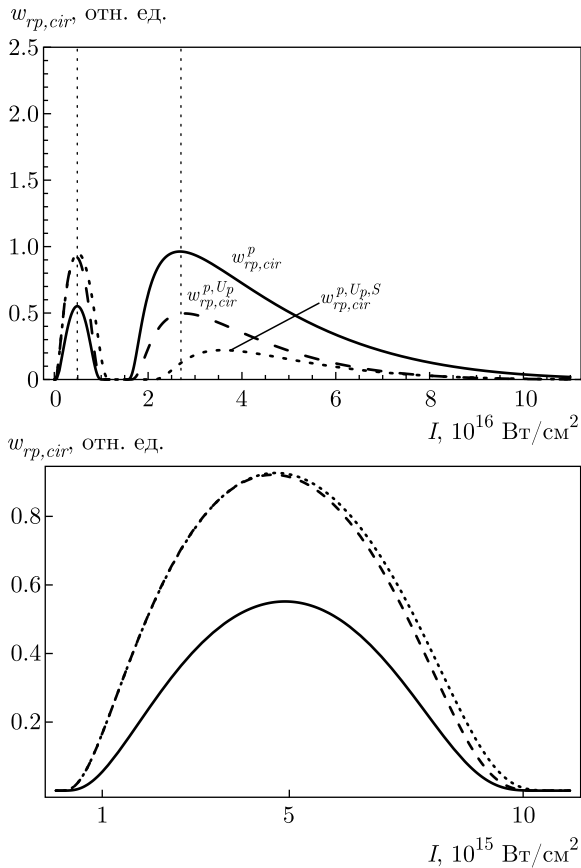 w_{rp,cir}, отн. ед.
2.5
2.0
1.5
1.0
0.5
0
w^{p}_{rp,cir}
w^{p,U_p}_{rp,cir}
w^{p,U_p,S}_{rp,cir}
0 2 4 6 8 10
I, 10^{16} Вт/см^{2}
w_{rp,cir}, отн. ед.
0.8
0.6
0.4
0.2
1 5 10
I, 10^{15} Вт/см^{2}